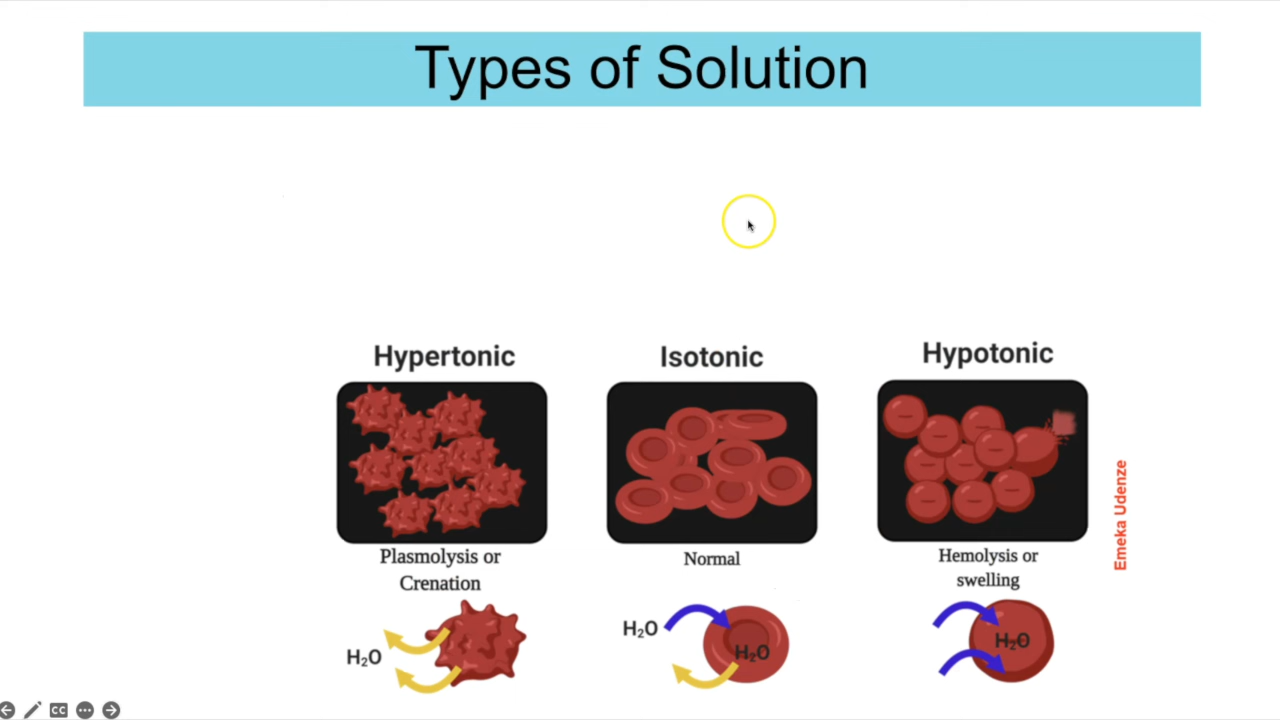 Types of Solution
Hypertonic
Isotonic
Hypotonic
Plasmolysis or
Crenation
Normal
Hemolysis or
swelling
Emeka Udenze
H₂O
H₂O
H₂O
H₂O
CC